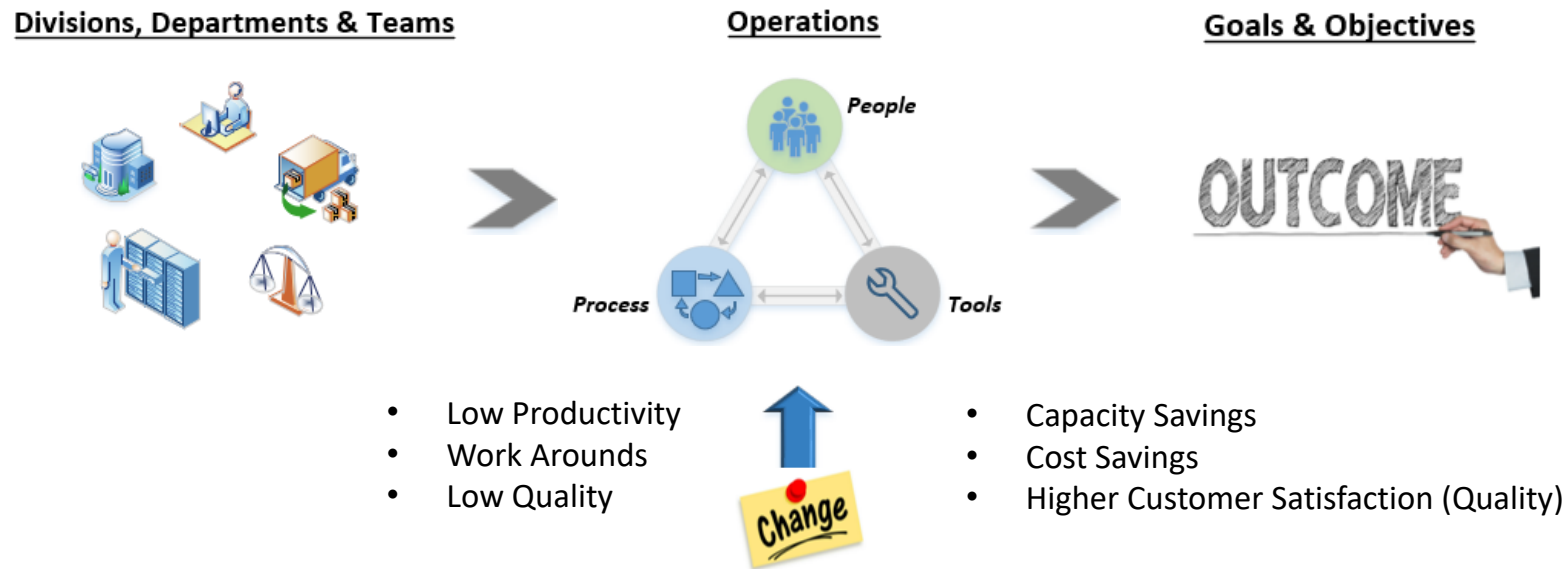 Divisions, Departments & Teams
Operations
Goals & Objectives
People
OUTCOME
Process
Tools
• Low Productivity
• Work Arounds
• Low Quality
Change
• Capacity Savings
• Cost Savings
• Higher Customer Satisfaction (Quality)